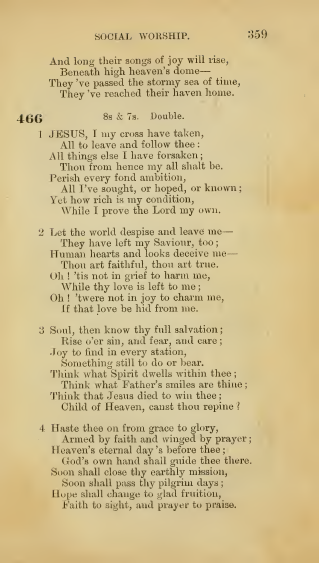 SOCIAL WORSHIP. 359
And long their songs of joy will rise,
Beneath high heaven's dome—
They 've passed the stormy sea of time,
They 've reached their haven home.
466 8s & 7s. Double.
1 JESUS, I my cross have taken,
All to leave and follow thee:
All things else I have forsaken;
Thou from hence my all shalt be.
Perish every fond ambition,
All I've sought, or hoped, or known;
Yet how rich is my condition,
While I prove the Lord my own.
2 Let the world despise and leave me—
They have left my Saviour, too;
Human hearts and looks deceive me—
Thou art faithful, thou art true.
Oh! 'tis not in grief to harm me,
While thy love is left to me;
Oh! 'twere not in joy to charm me,
If that love be hid from me.
3 Soul, then know thy full salvation;
Rise o'er sin, and fear, and care;
Joy to find in every station,
Something still to do or bear.
Think what Spirit dwells within thee;
Think what Father's smiles are thine;
Think that Jesus died to win thee;
Child of Heaven, canst thou repine?
4 Haste thee on from grace to glory,
Armed by faith and winged by prayer;
Heaven's eternal day 's before thee;
God's own hand shall guide thee there.
Soon shall close thy earthly mission,
Soon shall pass thy pilgrim days;
Hope shall change to glad fruition,
Faith to sight, and prayer to praise.